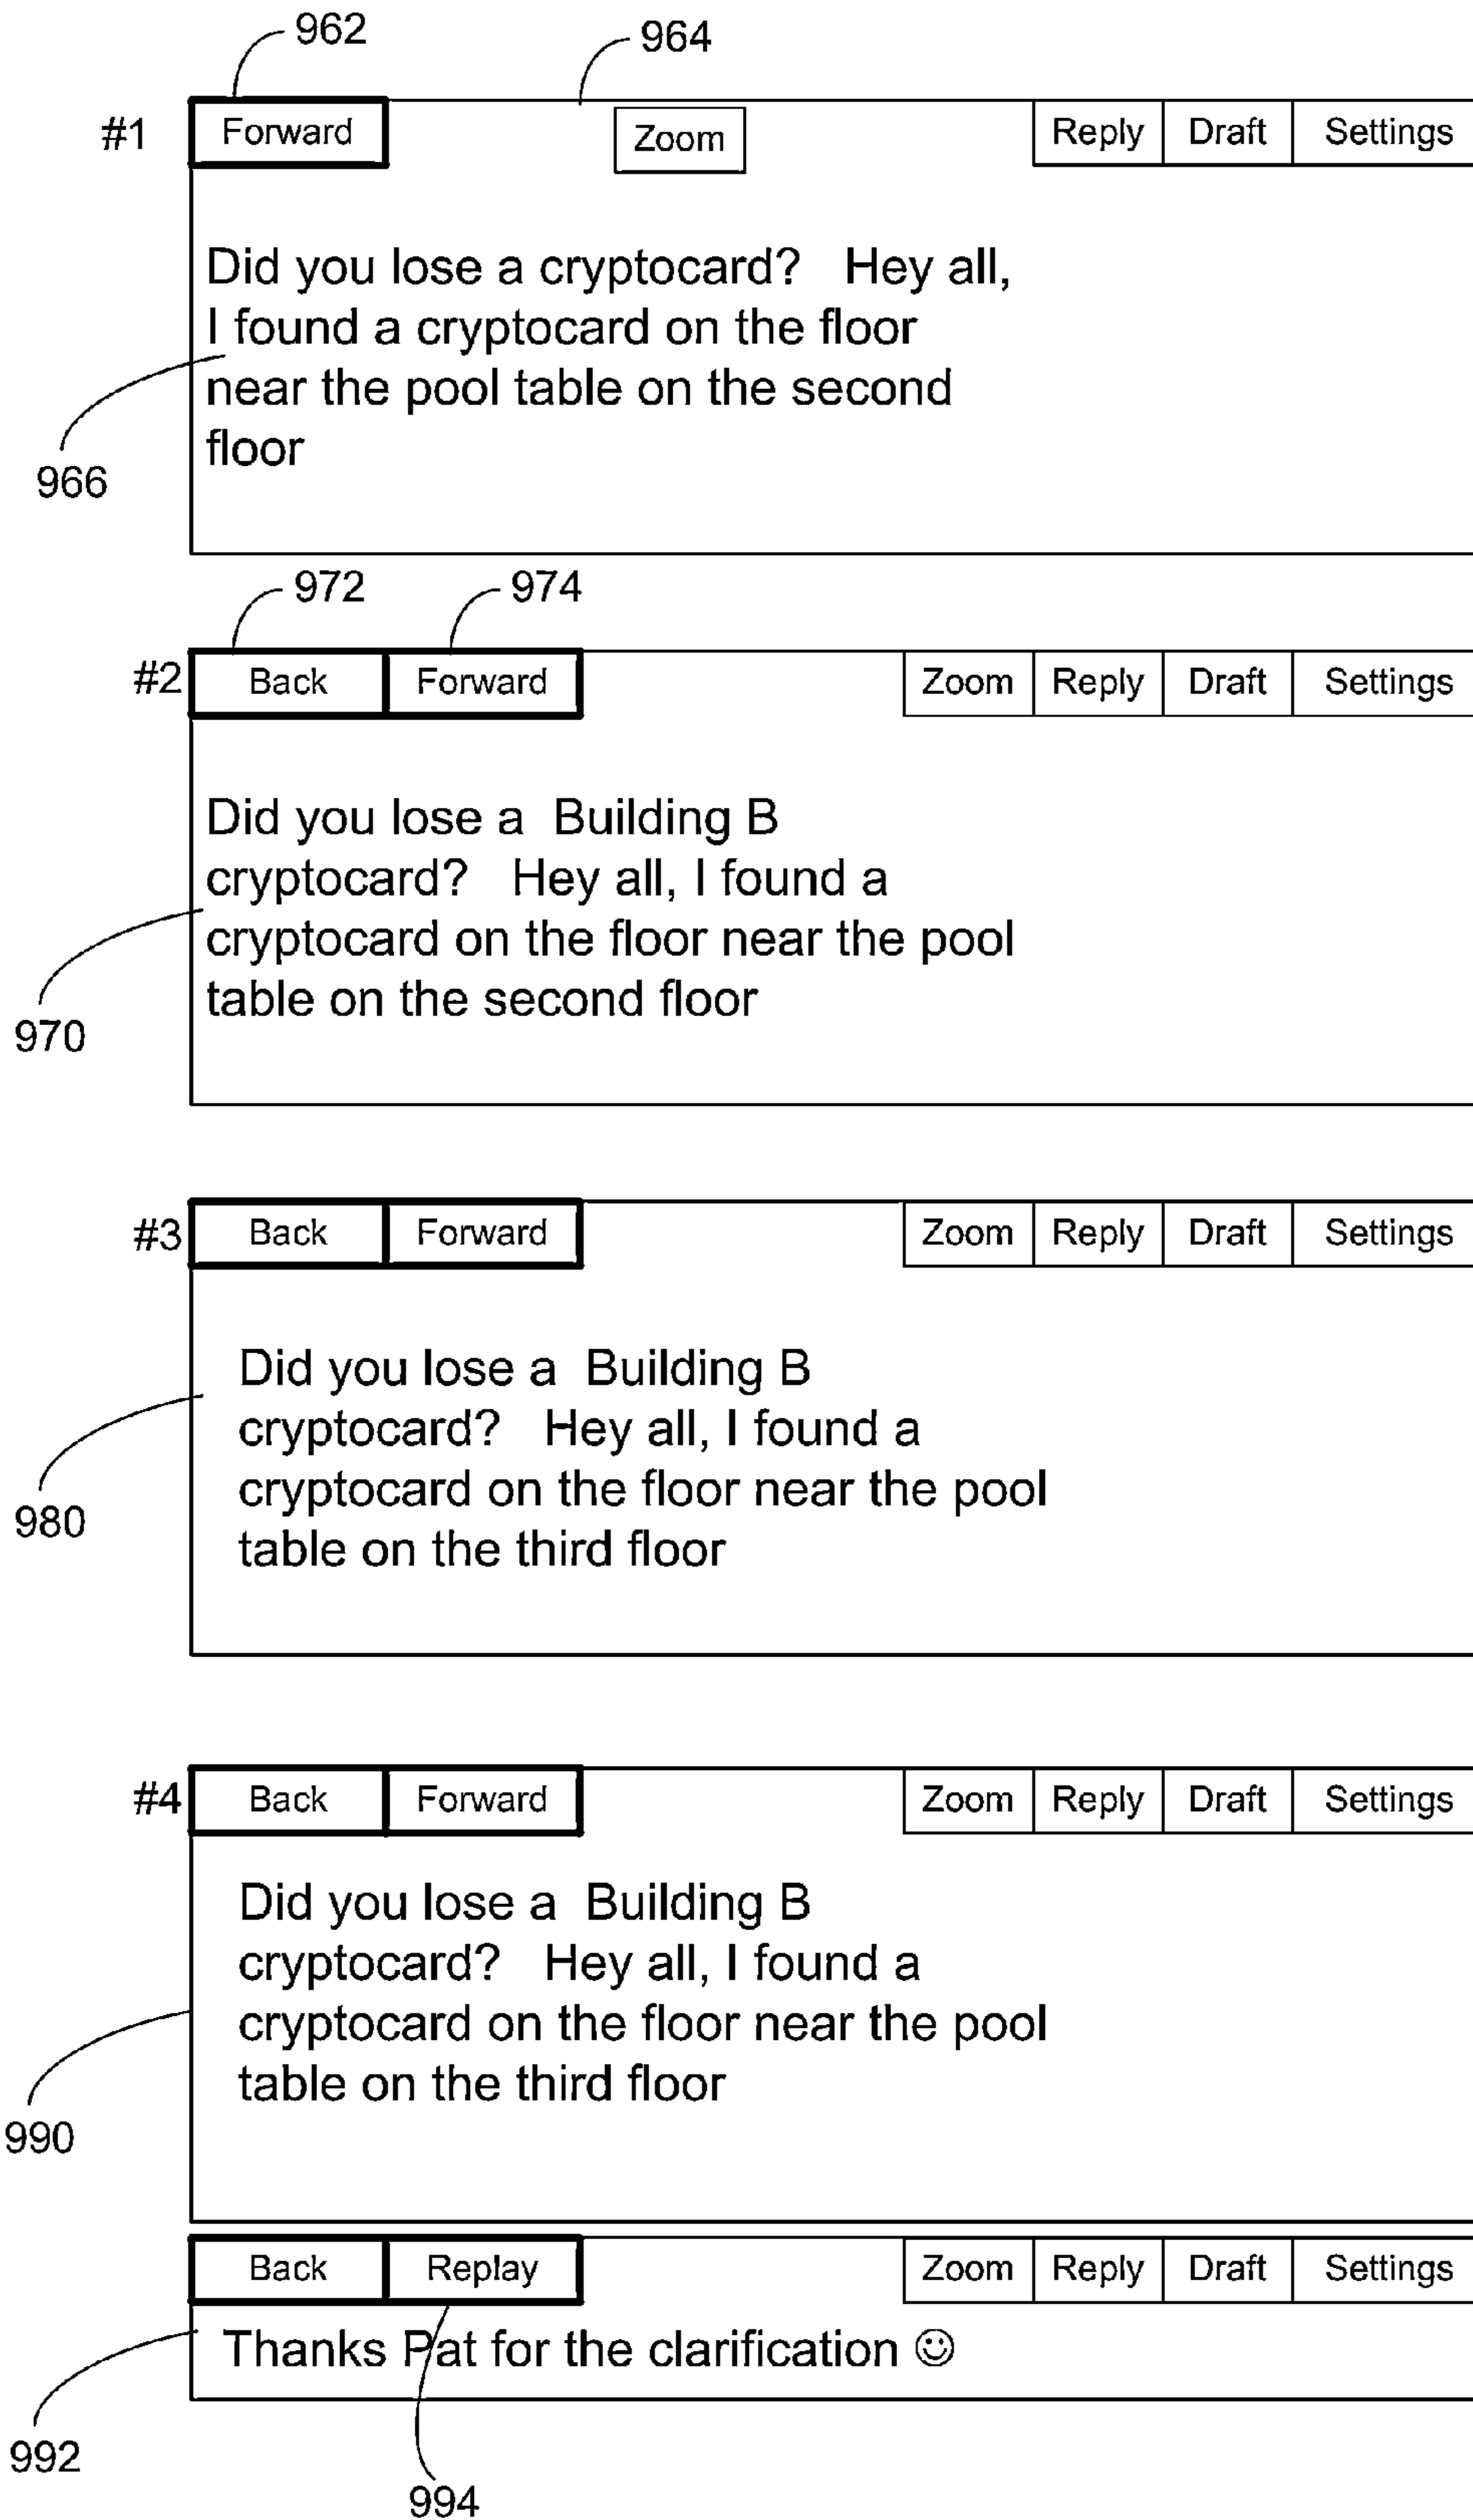 962
964
#1 Forward Zoom Reply Draft Settings
Did you lose a cryptocard? Hey all,
I found a cryptocard on the floor
near the pool table on the second
floor
966
972 974
#2 Back Forward Zoom Reply Draft Settings
Did you lose a Building B
cryptocard? Hey all, I found a
cryptocard on the floor near the pool
table on the second floor
970
#3 Back Forward Zoom Reply Draft Settings
Did you lose a Building B
cryptocard? Hey all, I found a
cryptocard on the floor near the pool
table on the third floor
980
#4 Back Forward Zoom Reply Draft Settings
Did you lose a Building B
cryptocard? Hey all, I found a
cryptocard on the floor near the pool
table on the third floor
990
Back Replay Zoom Reply Draft Settings
Thanks Pat for the clarification ☺
992
994